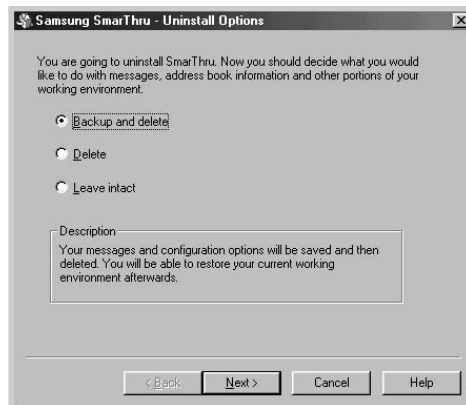 Samsung SmarThru - Uninstall Options
You are going to uninstall SmarThru. Now you should decide what you would
like to do with messages, address book information and other portions of your
working environment.
Backup and delete
Delete
Leave intact
Description
Your messages and configuration options will be saved and then
deleted. You will be able to restore your current working
environment afterwards.
< Back Next > Cancel Help